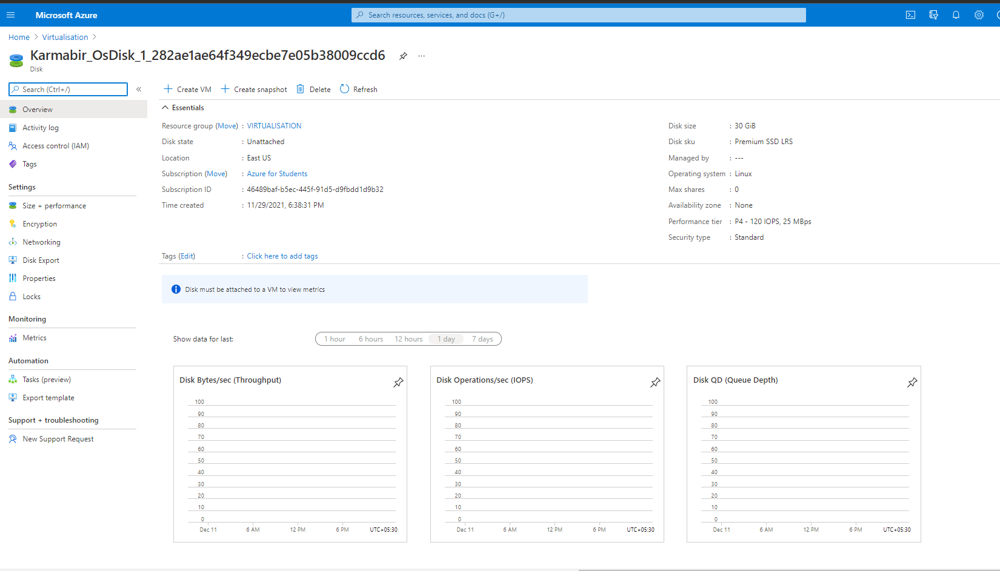 Microsoft Azure
Search resources, services, and docs (G+/)
Home > Virtualisation >
Karmabir_OsDisk_1_282ae1ae64f349ecbe7e05b38009ccd6 ...
Disk
Search (Ctrl+/) «
Overview
Activity log
Access control (IAM)
Tags
Settings
Size + performance
Encryption
Networking
Disk Export
Properties
Locks
Monitoring
Metrics
Automation
Tasks (preview)
Export template
Support + troubleshooting
New Support Request
Create VM Create snapshot Delete Refresh
Essentials
Resource group (Move) : VIRTUALISATION
Disk state : Unattached
Location : East US
Subscription (Move) : Azure for Students
Subscription ID : 46489baf-b5ec-445f-91d5-d9fbdd1d9b32
Time created : 11/29/2021, 6:38:31 PM
Disk size : 30 GiB
Disk sku : Premium SSD LRS
Managed by : ---
Operating system : Linux
Max shares : 0
Availability zone : None
Performance tier : P4 - 120 IOPS, 25 MBps
Security type : Standard
Tags (Edit) : Click here to add tags
Disk must be attached to a VM to view metrics
Show data for last: 1 hour 6 hours 12 hours 1 day 7 days
Disk Bytes/sec (Throughput)
100
90
80
70
60
50
40
30
20
10
0
Dec 11 6 AM 12 PM 6 PM UTC+05:30
Disk Operations/sec (IOPS)
100
90
80
70
60
50
40
30
20
10
0
Dec 11 6 AM 12 PM 6 PM UTC+05:30
Disk QD (Queue Depth)
100
90
80
70
60
50
40
30
20
10
0
Dec 11 6 AM 12 PM 6 PM UTC+05:30